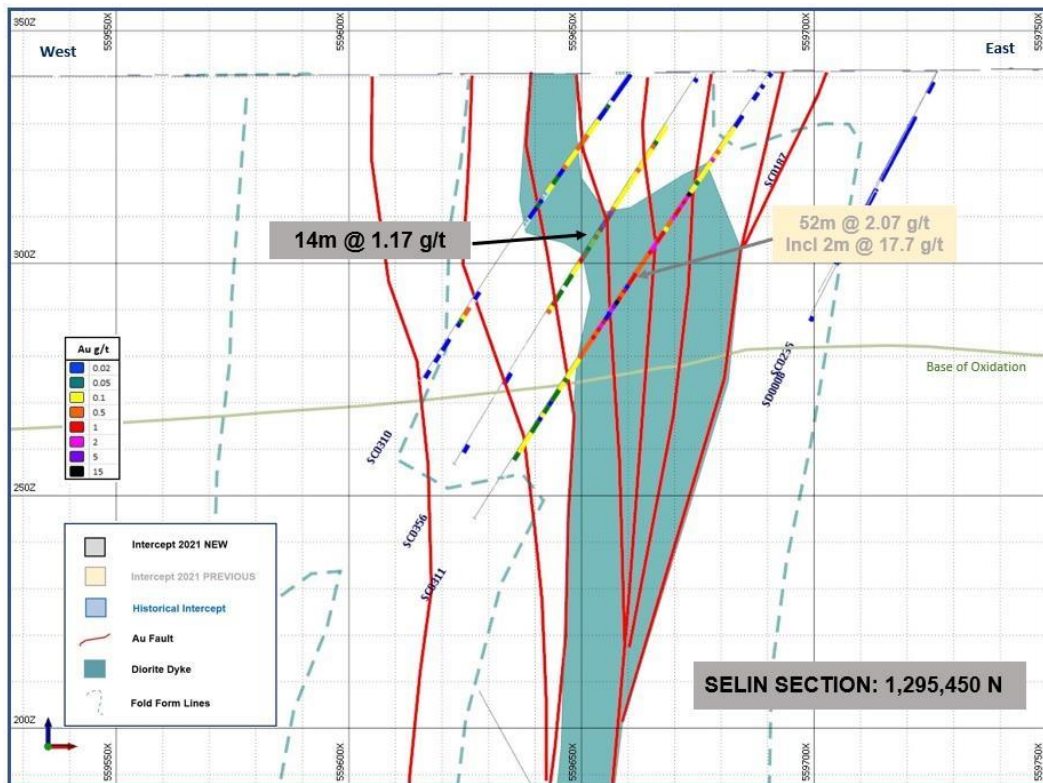 350Z
559550X
559600X
559650X
559700X
559750X
West
East
SC0187
14m @ 1.17 g/t
52m @ 2.07 g/t
Incl 2m @ 17.7 g/t
300Z
Au g/t
0.02
0.05
0.1
0.5
1
2
5
15
Base of Oxidation
SC0235
SD0008
SC0310
SC0356
SC0311
250Z
Intercept 2021 NEW
Intercept 2021 PREVIOUS
Historical Intercept
Au Fault
Diorite Dyke
Fold Form Lines
SELIN SECTION: 1,295,450 N
200Z
559550X
559600X
559650X
559700X
559750X